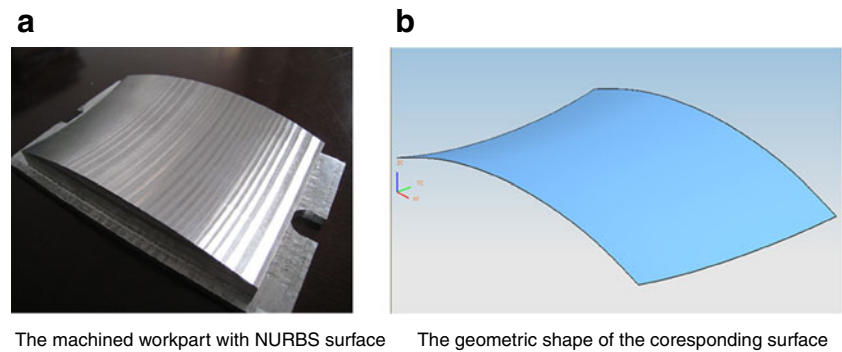 a
b
The machined workpart with NURBS surface
The geometric shape of the coresponding surface